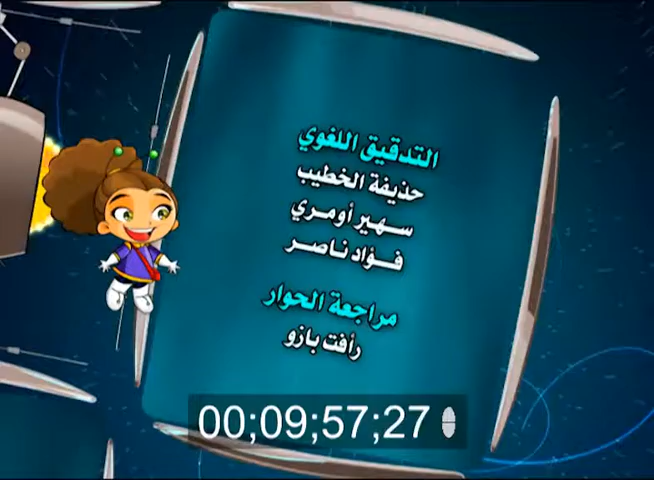 التدقيق اللغوي
حذيفة الخطيب
سهير أومري
فؤاد ناصر
مراجعة الحوار
رأفت بازو
00;09;57;27